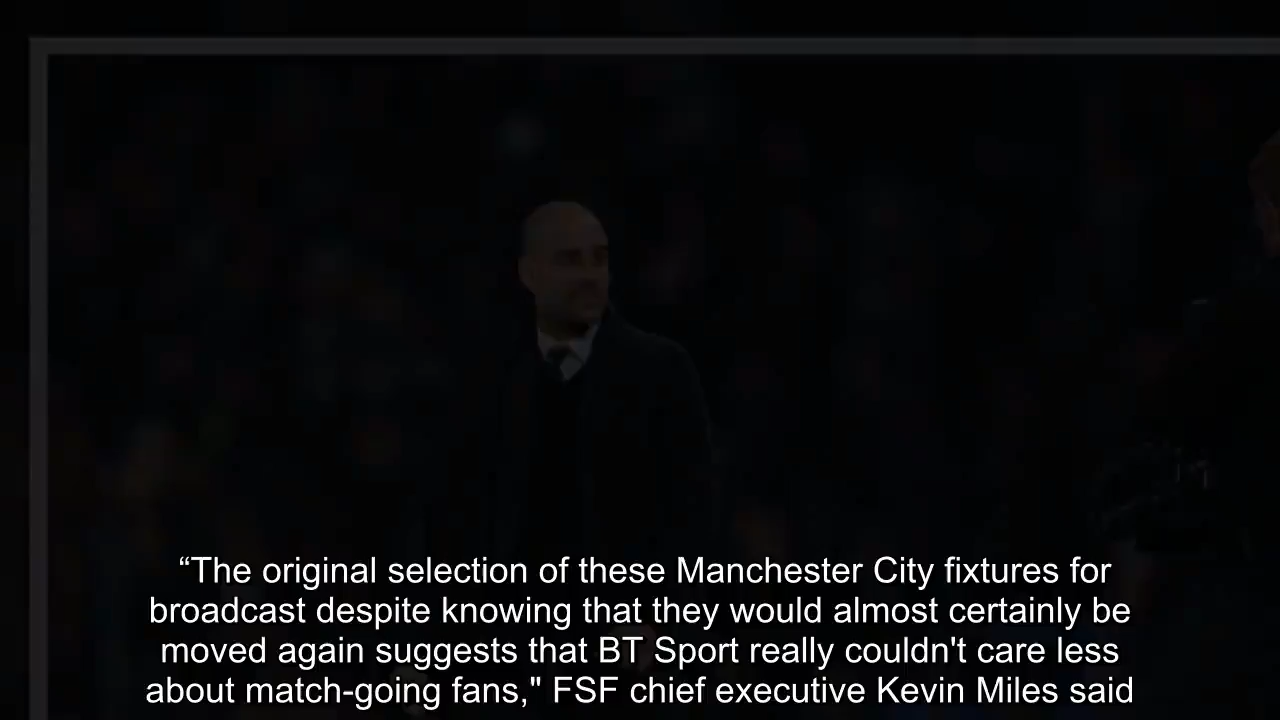 “The original selection of these Manchester City fixtures for
broadcast despite knowing that they would almost certainly be
moved again suggests that BT Sport really couldn't care less
about match-going fans," FSF chief executive Kevin Miles said